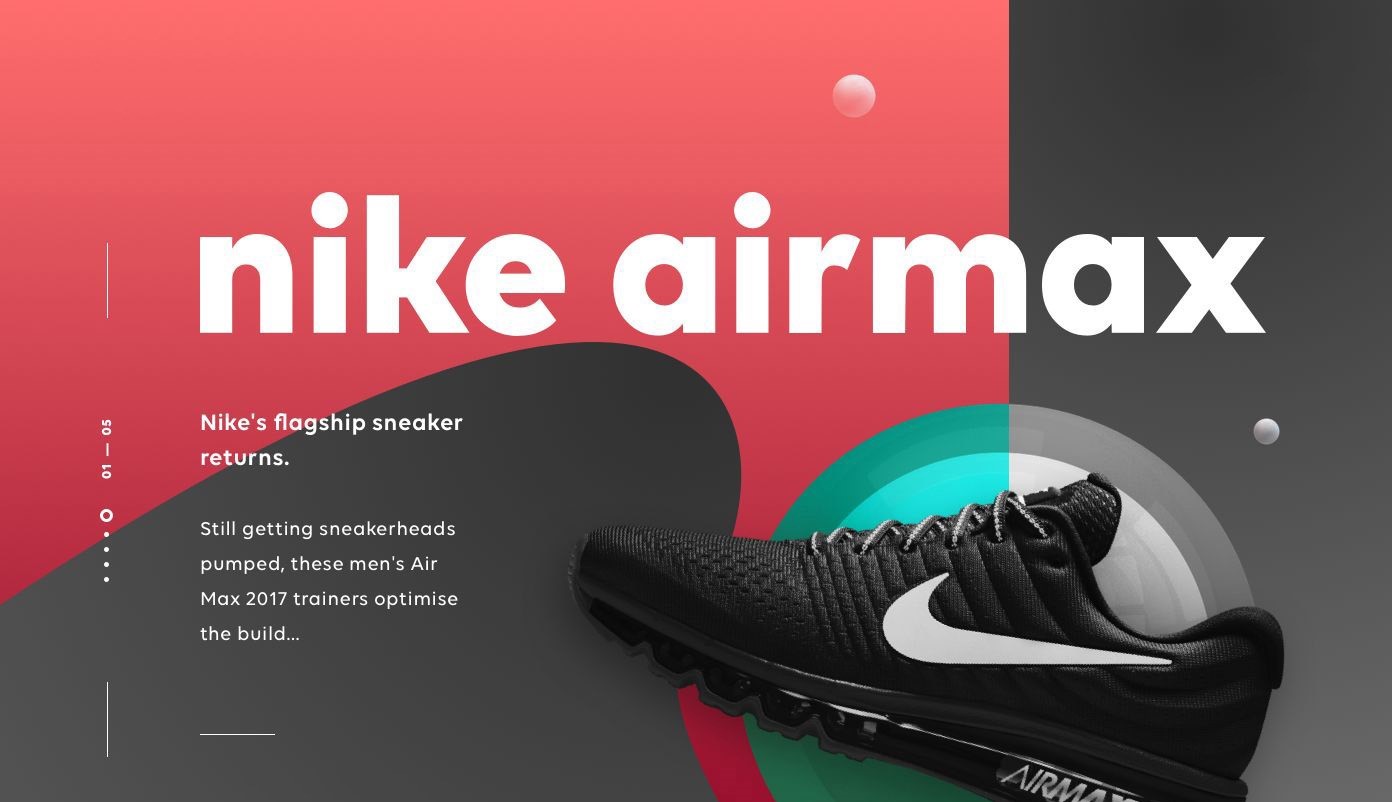 nike airmax
01 — 05
Nike's flagship sneaker
returns.
Still getting sneakerheads
pumped, these men's Air
Max 2017 trainers optimise
the build...
AIRMAX